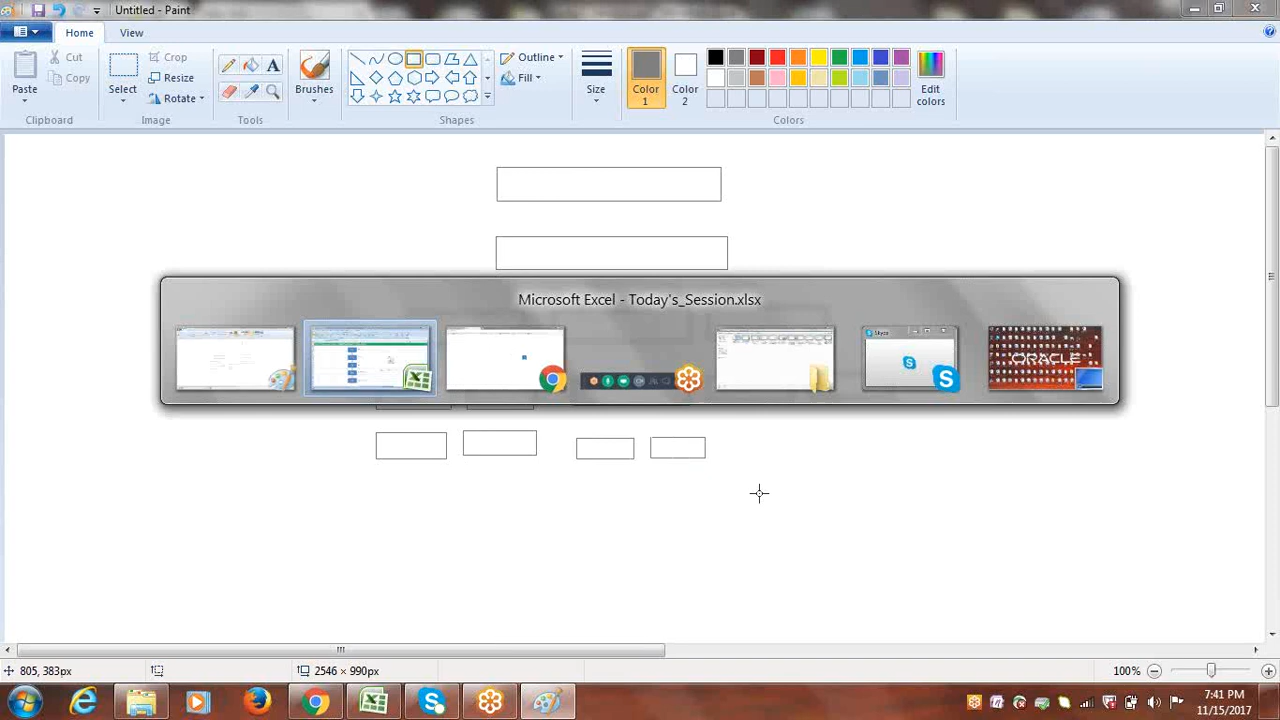 Untitled - Paint
Home
View
Paste
Cut
Copy
Clipboard
Select
Crop
Resize
Rotate
Image
A
Tools
Brushes
Outline
Fill
Shapes
Size
Color 1
Color 2
Edit colors
Colors
Microsoft Excel - Today's_Session.xlsx
Skype
ORACLE
805, 383px
2546 × 990px
100%
7:41 PM
11/15/2017